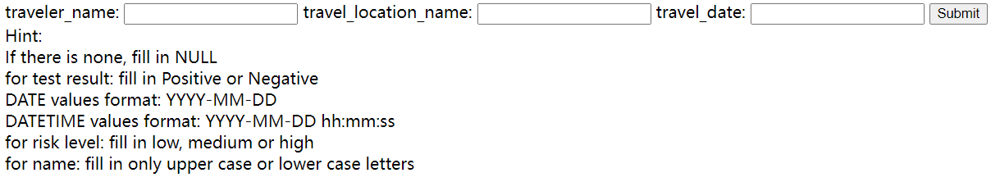 traveler_name: travel_location_name: travel_date: Submit
Hint:
If there is none, fill in NULL
for test result: fill in Positive or Negative
DATE values format: YYYY-MM-DD
DATETIME values format: YYYY-MM-DD hh:mm:ss
for risk level: fill in low, medium or high
for name: fill in only upper case or lower case letters